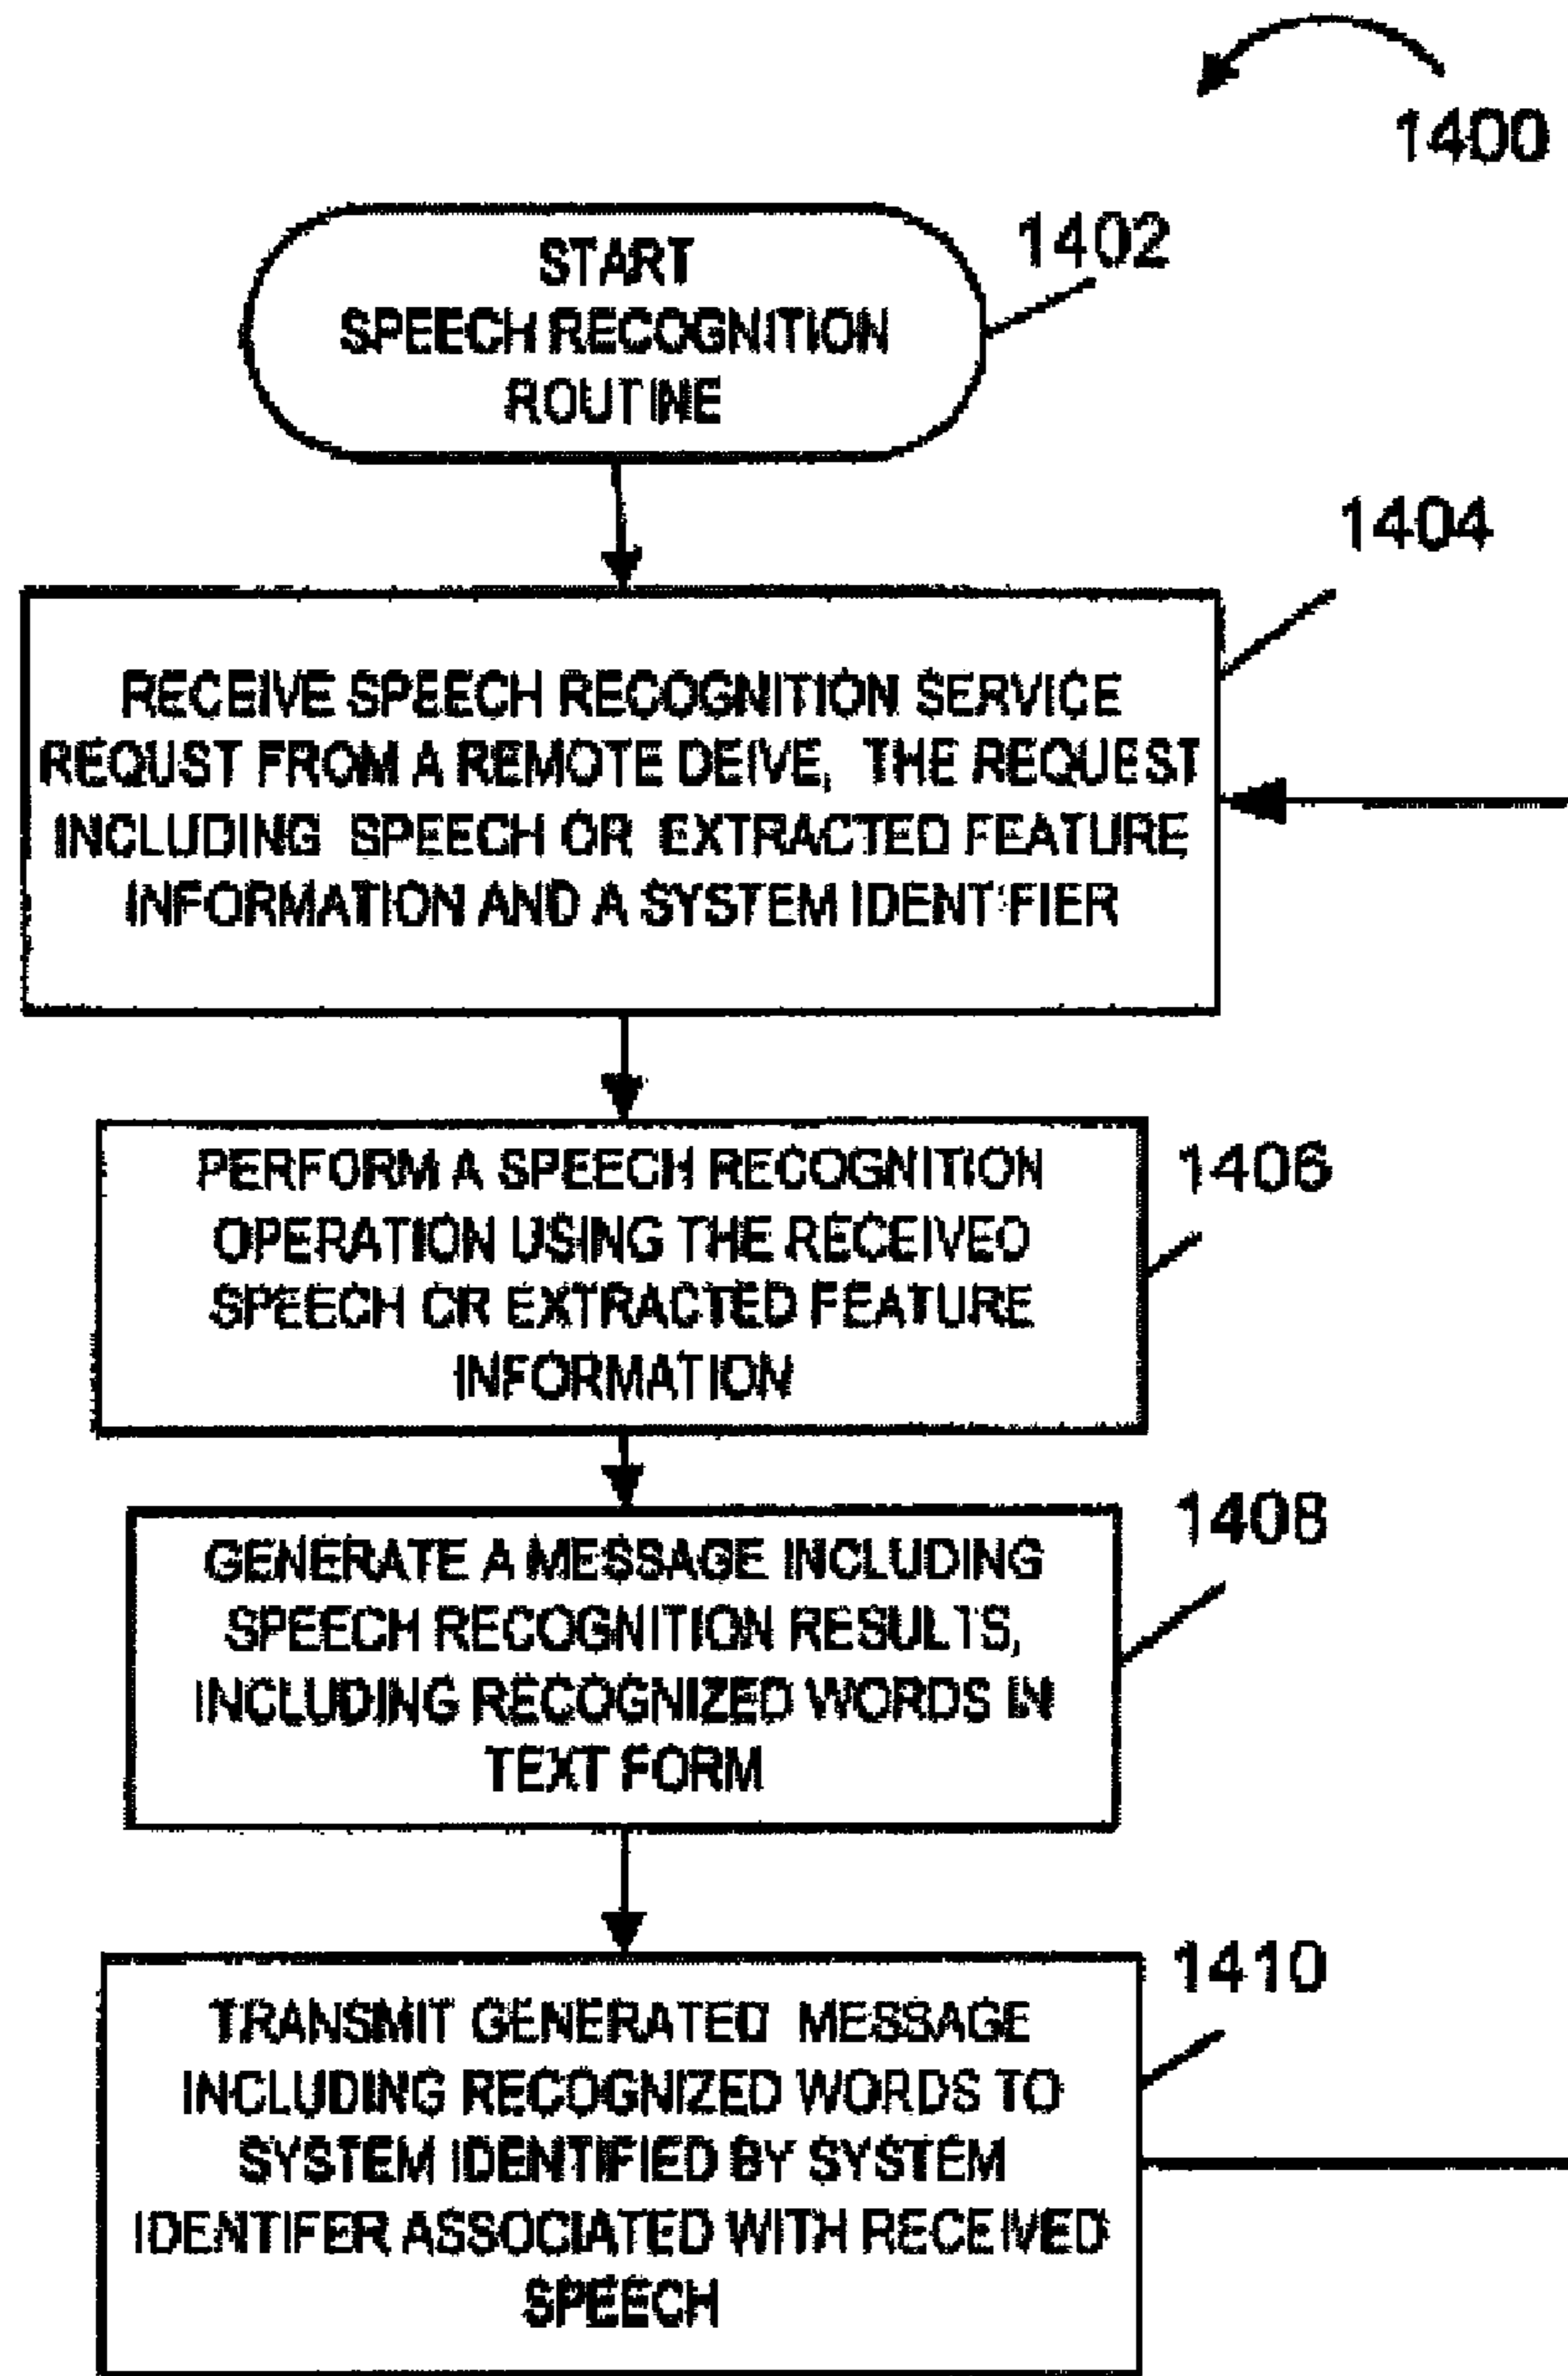 1400
START
SPEECH RECOGNITION
ROUTINE
1402
1404
RECEIVE SPEECH RECOGNITION SERVICE
REQUST FROM A REMOTE DEIVE, THE REQUEST
INCLUDING SPEECH OR EXTRACTED FEATURE
INFORMATION AND A SYSTEM IDENTIFIER
PERFORM A SPEECH RECOGNITION
OPERATION USING THE RECEIVED
SPEECH OR EXTRACTED FEATURE
INFORMATION
1406
GENERATE A MESSAGE INCLUDING
SPEECH RECOGNITION RESULTS,
INCLUDING RECOGNIZED WORDS IN
TEXT FORM
1408
TRANSMIT GENERATED MESSAGE
INCLUDING RECOGNIZED WORDS TO
SYSTEM IDENTIFIED BY SYSTEM
IDENTIFER ASSOCIATED WITH RECEIVED
SPEECH
1410